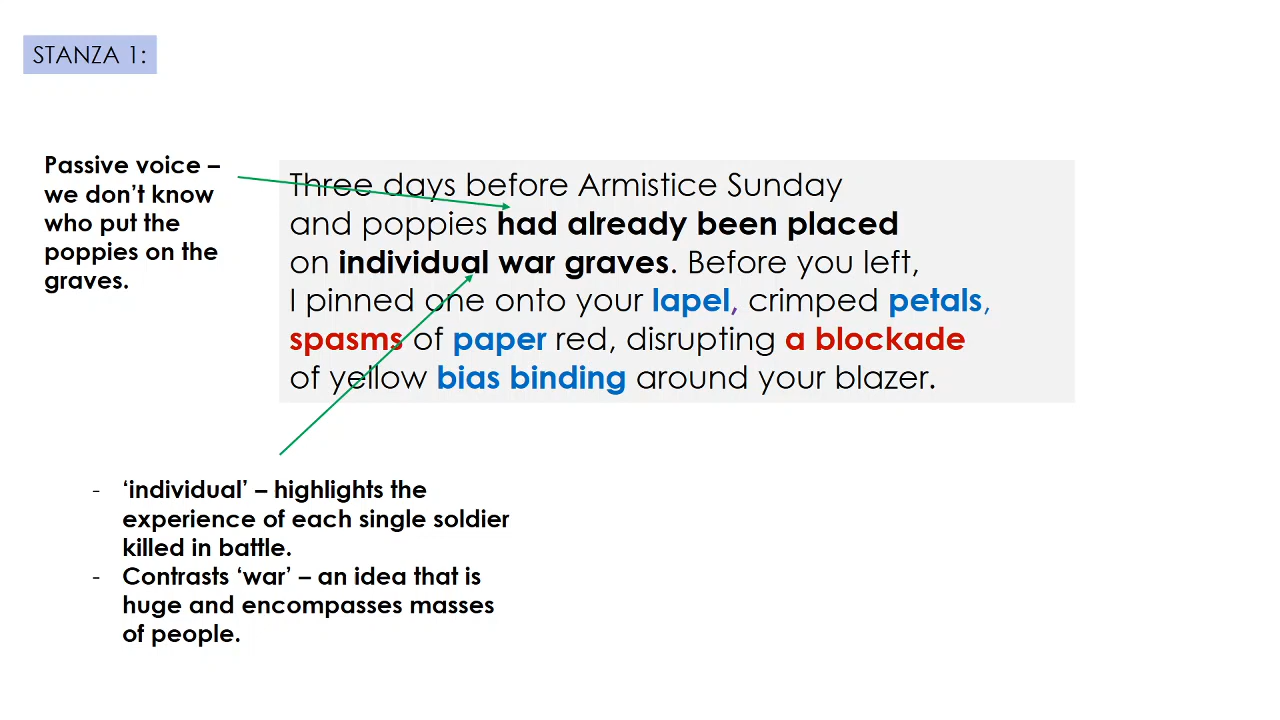 STANZA 1:
Passive voice –
we don’t know
who put the
poppies on the
graves.
Three days before Armistice Sunday
and poppies had already been placed
on individual war graves. Before you left,
I pinned one onto your lapel, crimped petals,
spasms of paper red, disrupting a blockade
of yellow bias binding around your blazer.
- ‘individual’ – highlights the
experience of each single soldier
killed in battle.
- Contrasts ‘war’ – an idea that is
huge and encompasses masses
of people.